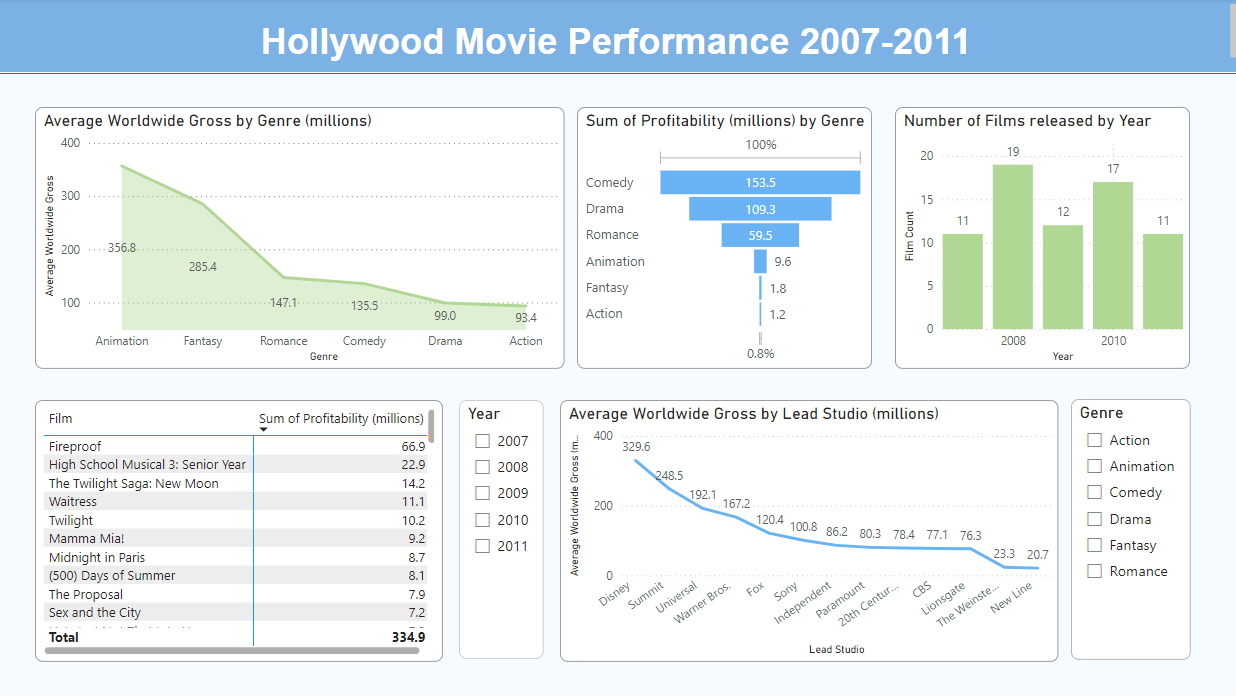 Hollywood Movie Performance 2007-2011
Average Worldwide Gross by Genre (millions)
Average Worldwide Gross
400
300
200
100
356.8
285.4
147.1
135.5
99.0
93.4
Animation
Fantasy
Romance
Comedy
Drama
Action
Genre
Sum of Profitability (millions) by Genre
100%
Comedy 153.5
Drama 109.3
Romance 59.5
Animation 9.6
Fantasy 1.8
Action 1.2
0.8%
Number of Films released by Year
Film Count
20
15
10
5
0
11
19
12
17
11
2008
2010
Year
Film Sum of Profitability (millions)
Fireproof 66.9
High School Musical 3: Senior Year 22.9
The Twilight Saga: New Moon 14.2
Waitress 11.1
Twilight 10.2
Mamma Mia! 9.2
Midnight in Paris 8.7
(500) Days of Summer 8.1
The Proposal 7.9
Sex and the City 7.2
Total 334.9
Year
2007
2008
2009
2010
2011
Average Worldwide Gross by Lead Studio (millions)
Average Worldwide Gross (m...
400
200
0
329.6
248.5
192.1
167.2
120.4
100.8
86.2
80.3
78.4
77.1
76.3
23.3
20.7
Disney
Summit
Universal
Warner Bros.
Fox
Sony
Independent
Paramount
20th Centur...
CBS
Lionsgate
The Weinste...
New Line
Lead Studio
Genre
Action
Animation
Comedy
Drama
Fantasy
Romance